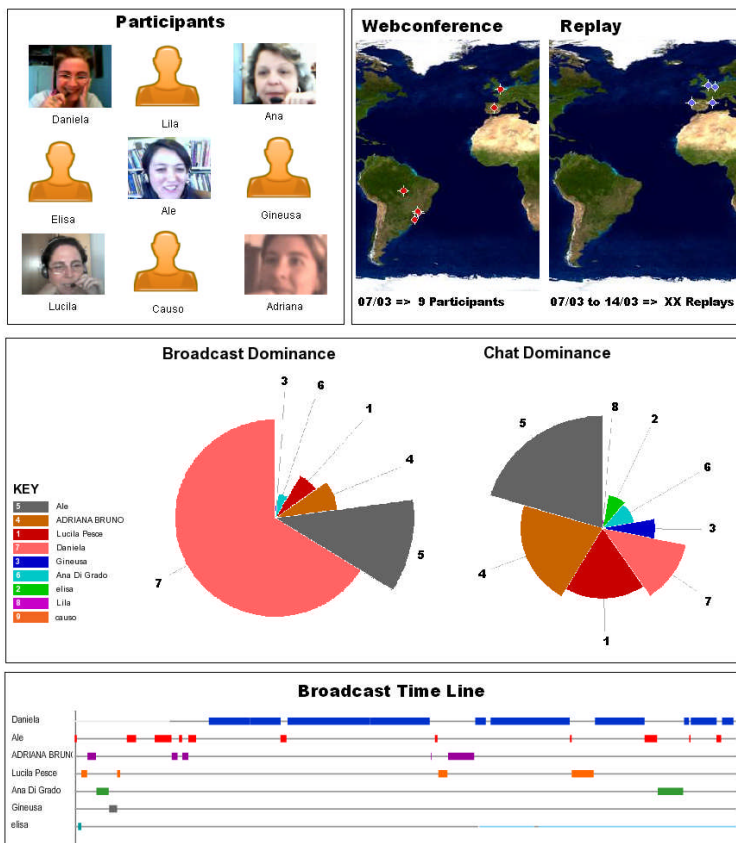 Participants
Daniela
Lila
Ana
Elisa
Ale
Gineusa
Lucila
Causo
Adriana
Webconference
Replay
07/03 => 9 Participants
07/03 to 14/03 => XX Replays
Broadcast Dominance
3
6
1
4
5
7
Chat Dominance
5
8
2
6
3
7
1
4
KEY
5 Ale
4 ADRIANA BRUNO
1 Lucila Pesce
7 Daniela
3 Gineusa
6 Ana Di Grado
2 elisa
8 Lila
9 causo
Broadcast Time Line
Daniela
Ale
ADRIANA BRUN
Lucila Pesce
Ana Di Grado
Gineusa
elisa